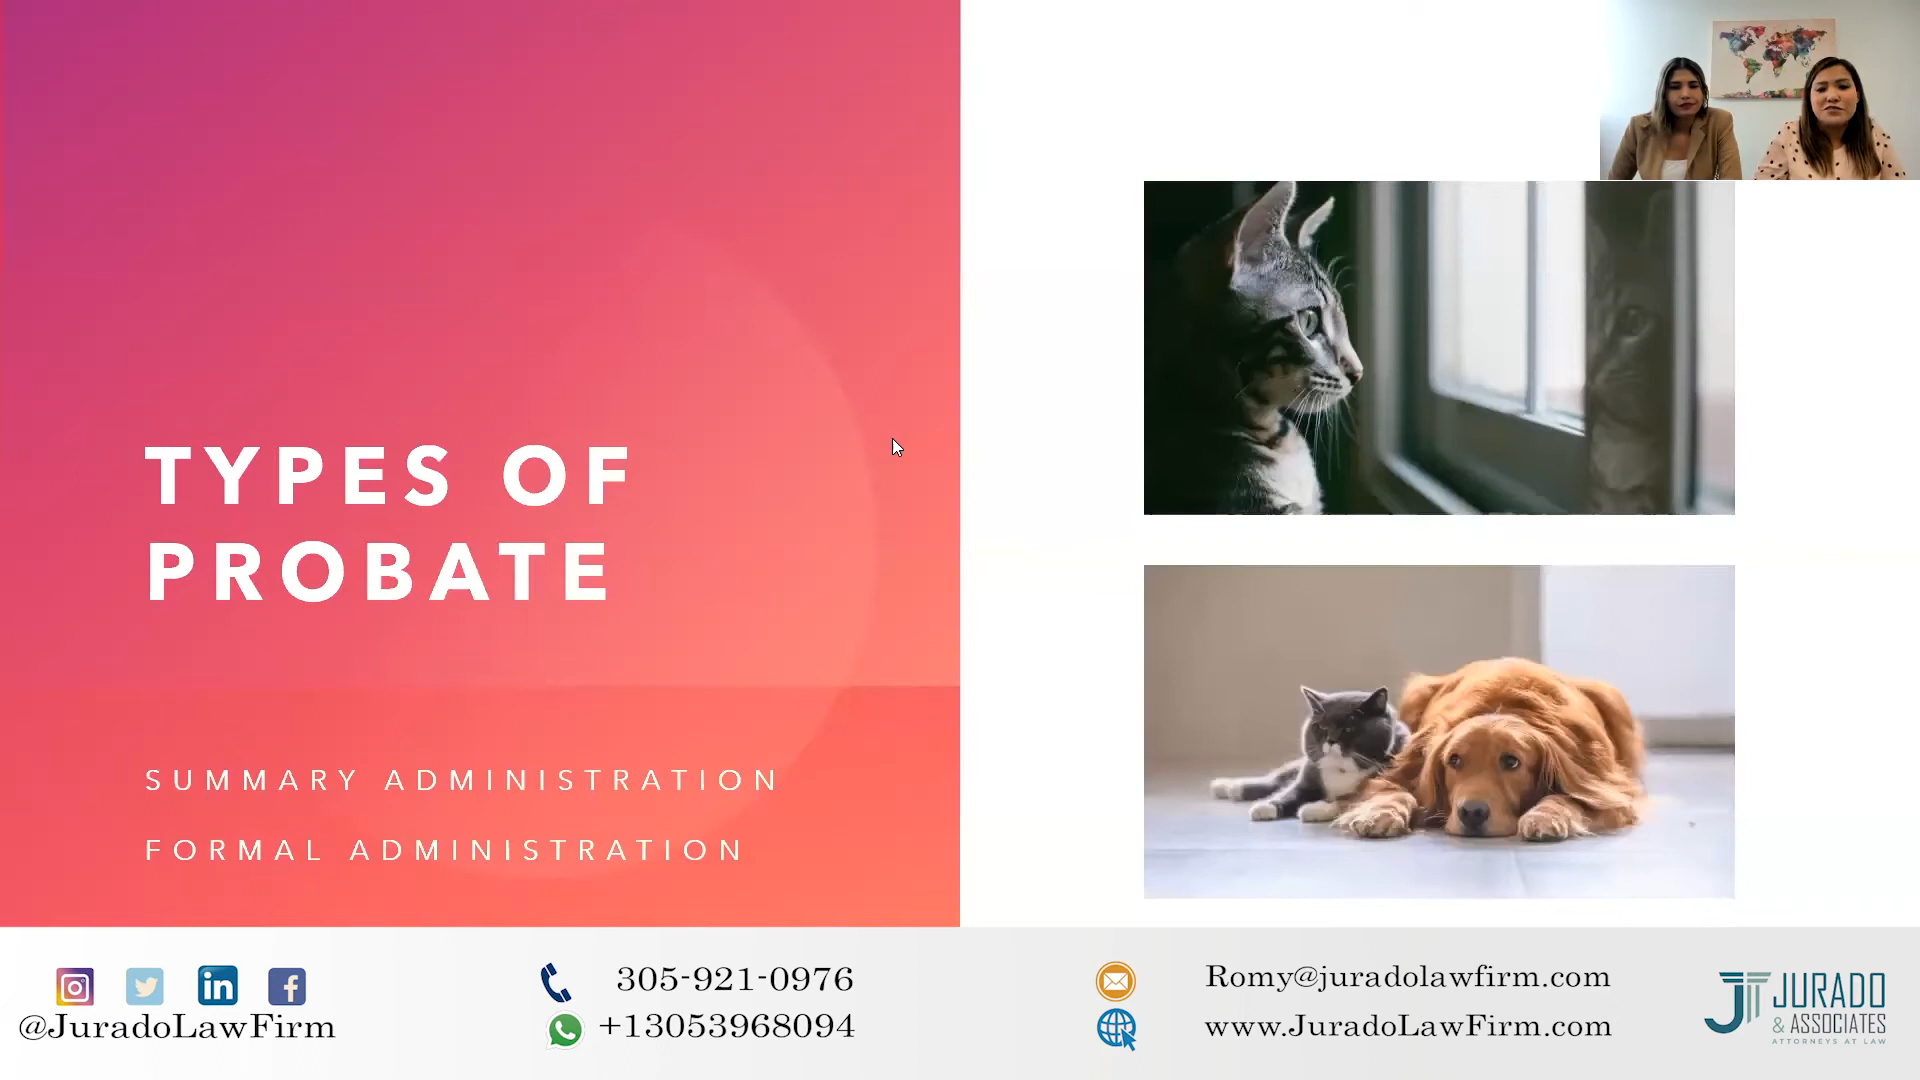 TYPES OF
PROBATE
SUMMARY ADMINISTRATION
FORMAL ADMINISTRATION
@JuradoLawFirm
305-921-0976
+13053968094
Romy@juradolawfirm.com
www.JuradoLawFirm.com
JURADO
& ASSOCIATES
ATTORNEYS AT LAW